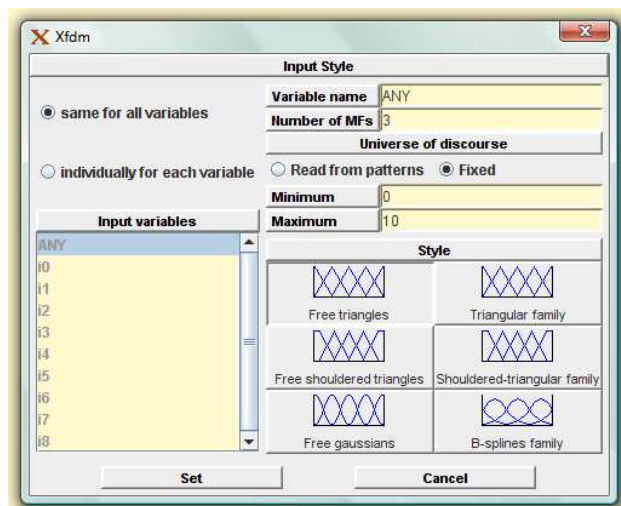 Xfdm
Input Style
same for all variables
individually for each variable
Variable name ANY
Number of MFs 3
Universe of discourse
Read from patterns Fixed
Minimum 0
Maximum 10
Input variables
ANY
i0
i1
i2
i3
i4
i5
i6
i7
i8
Style
Free triangles Triangular family
Free shouldered triangles Shouldered-triangular family
Free gaussians B-splines family
Set Cancel